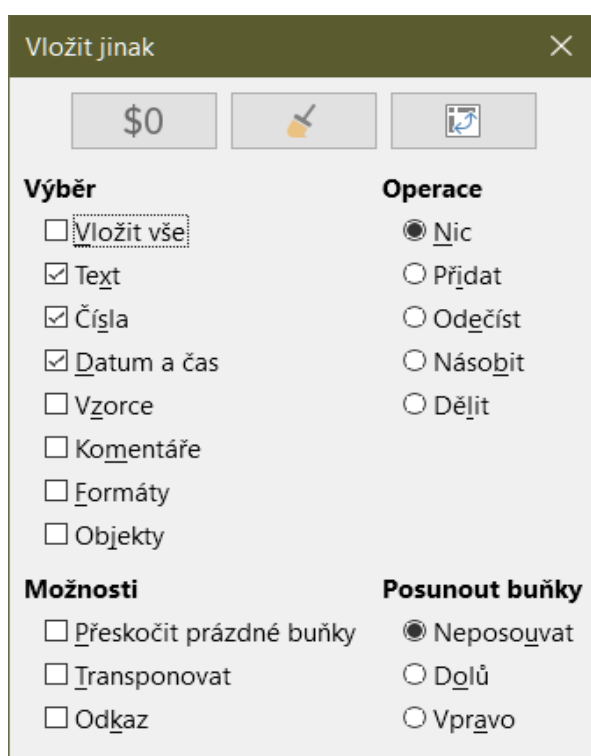 Vložit jinak
$0
Výběr
Vložit vše
Text
Čísla
Datum a čas
Vzorce
Komentáře
Formáty
Objekty
Operace
Nic
Přidat
Odečíst
Násobit
Dělit
Možnosti
Přeskočit prázdné buňky
Transponovat
Odkaz
Posunout buňky
Neposouvat
Dolů
Vpravo